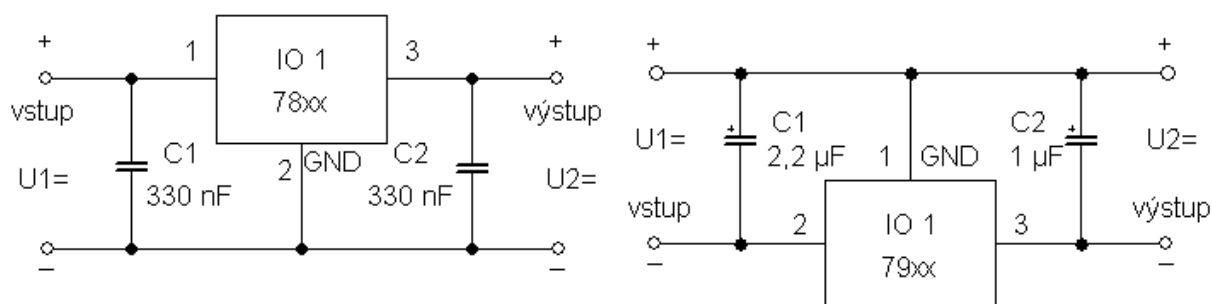 +
1
IO 1
78xx
3
+
vstup
výstup
U1=
C1
330 nF
2
GND
C2
330 nF
U2=
–
–
+
+
U1=
C1
2,2 µF
1
GND
C2
1 µF
U2=
vstup
výstup
2
IO 1
79xx
3
–
–